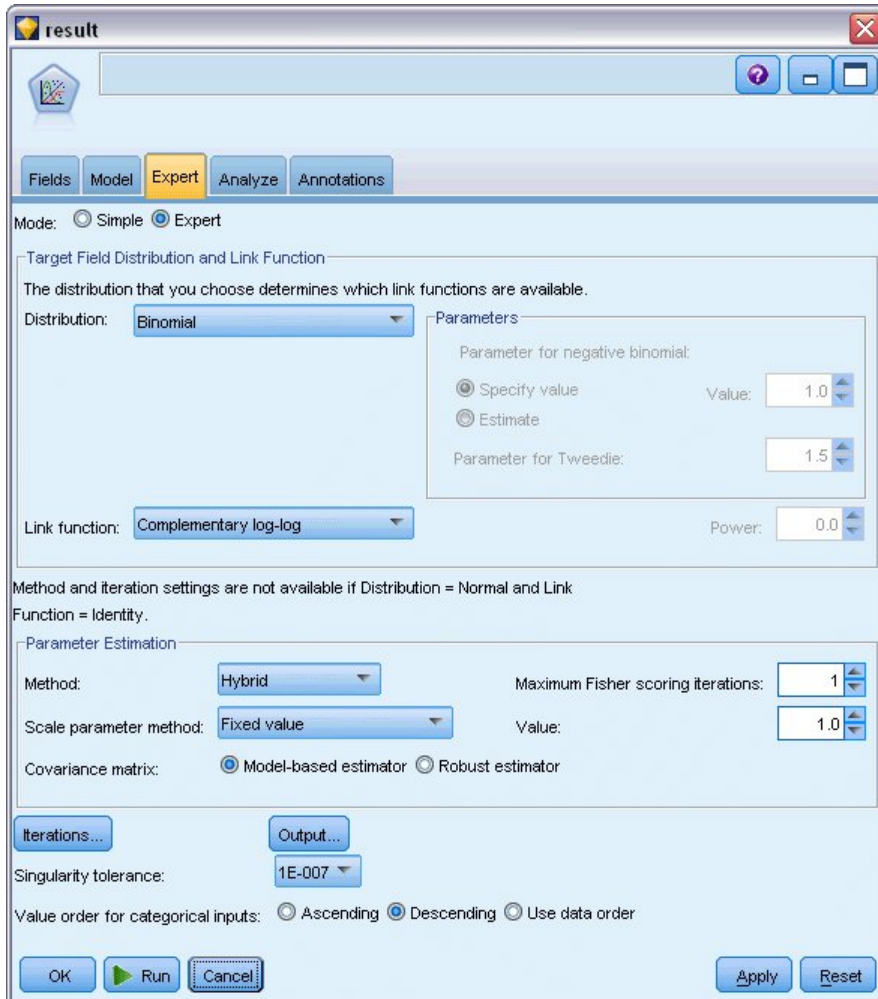 result
Fields Model Expert Analyze Annotations
Mode: Simple Expert
Target Field Distribution and Link Function
The distribution that you choose determines which link functions are available.
Distribution: Binomial
Parameters
Parameter for negative binomial:
Specify value Value: 1.0
Estimate
Parameter for Tweedie: 1.5
Link function: Complementary log-log Power: 0.0
Method and iteration settings are not available if Distribution = Normal and Link
Function = Identity.
Parameter Estimation
Method: Hybrid Maximum Fisher scoring iterations: 1
Scale parameter method: Fixed value Value: 1.0
Covariance matrix: Model-based estimator Robust estimator
Iterations... Output...
Singularity tolerance: 1E-007
Value order for categorical inputs: Ascending Descending Use data order
OK Run Cancel Apply Reset